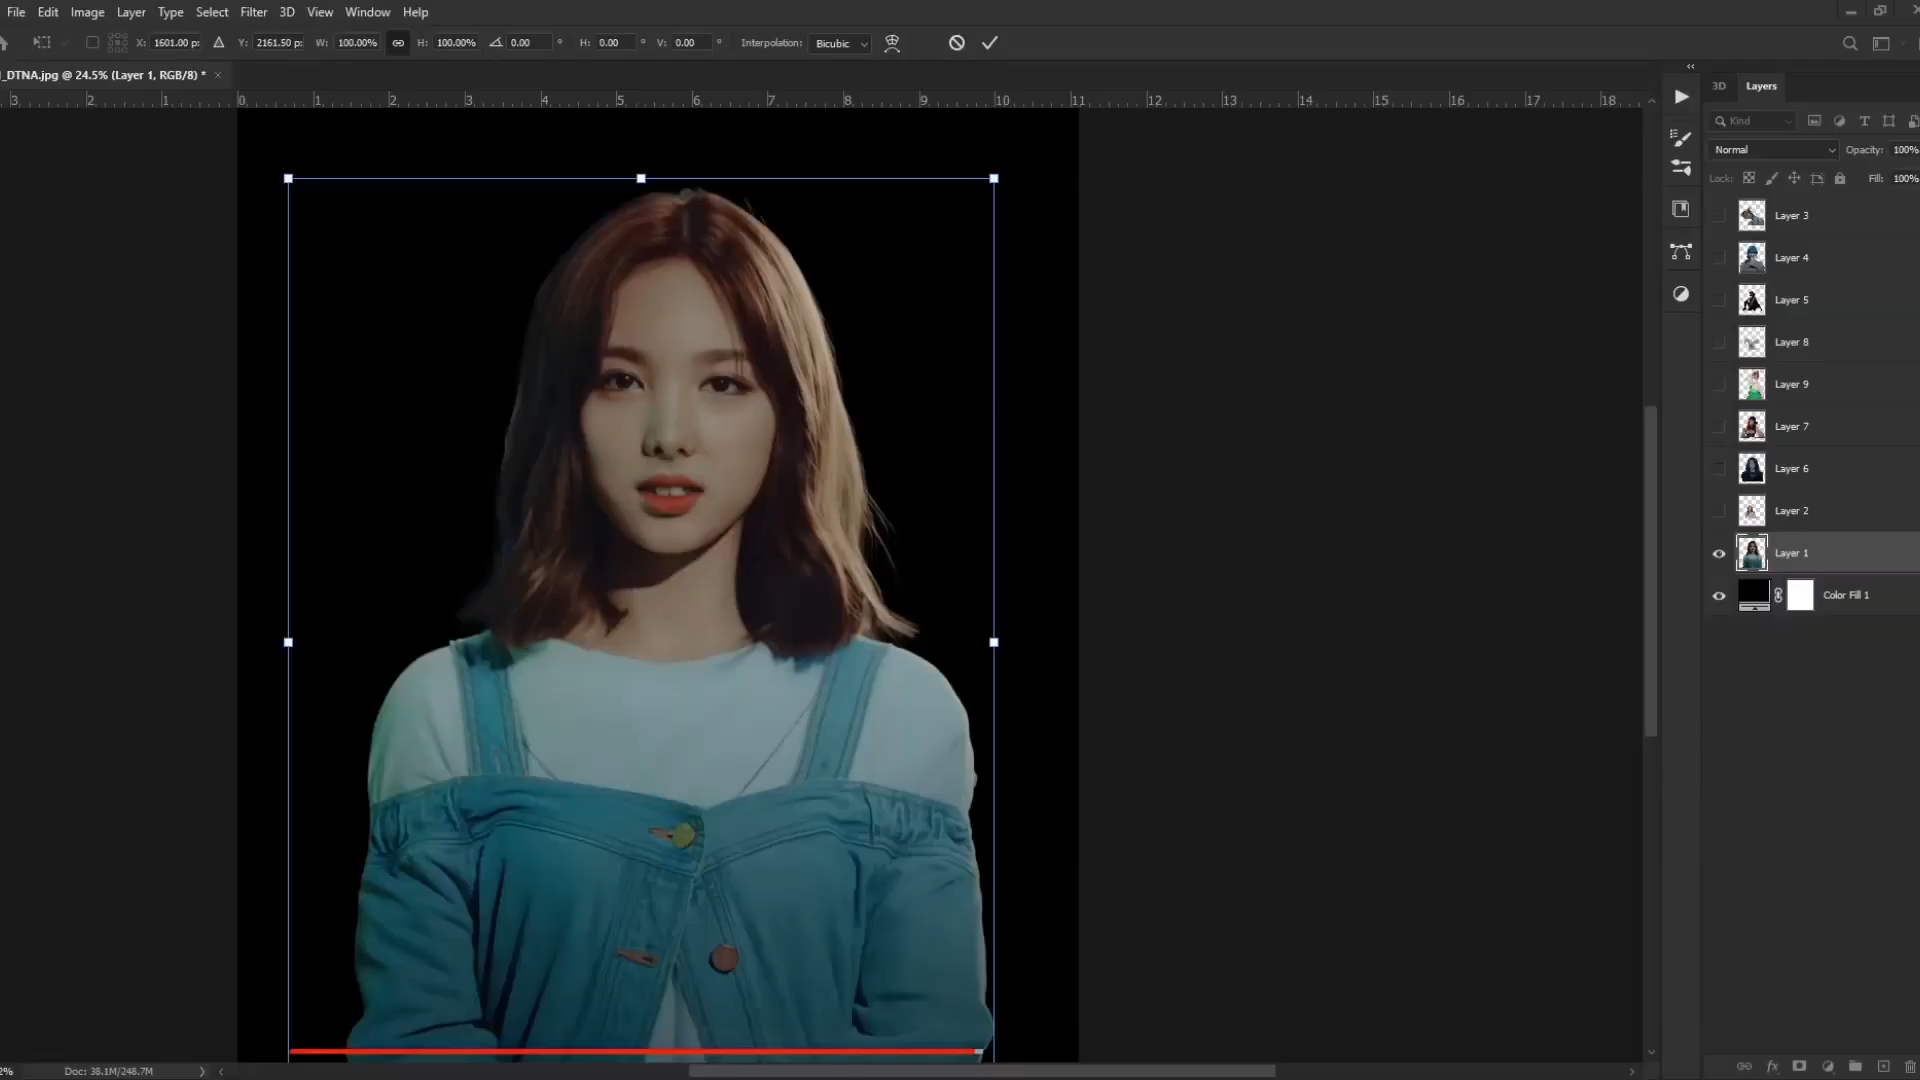 File Edit Image Layer Type Select Filter 3D View Window Help
X: 1601.00 p: Y: 2161.50 p: W: 100.00% H: 100.00% 0.00 ° H: 0.00 ° V: 0.00 ° Interpolation: Bicubic
_DTNA.jpg @ 24.5% (Layer 1, RGB/8) * ×
3 2 1 0 1 2 3 4 5 6 7 8 9 10 11 12 13 14 15 16 17 18
3D Layers
Kind
Normal Opacity: 100%
Lock: Fill: 100%
Layer 3
Layer 4
Layer 5
Layer 8
Layer 9
Layer 7
Layer 6
Layer 2
Layer 1
Color Fill 1
2% Doc: 38.1M/248.7M